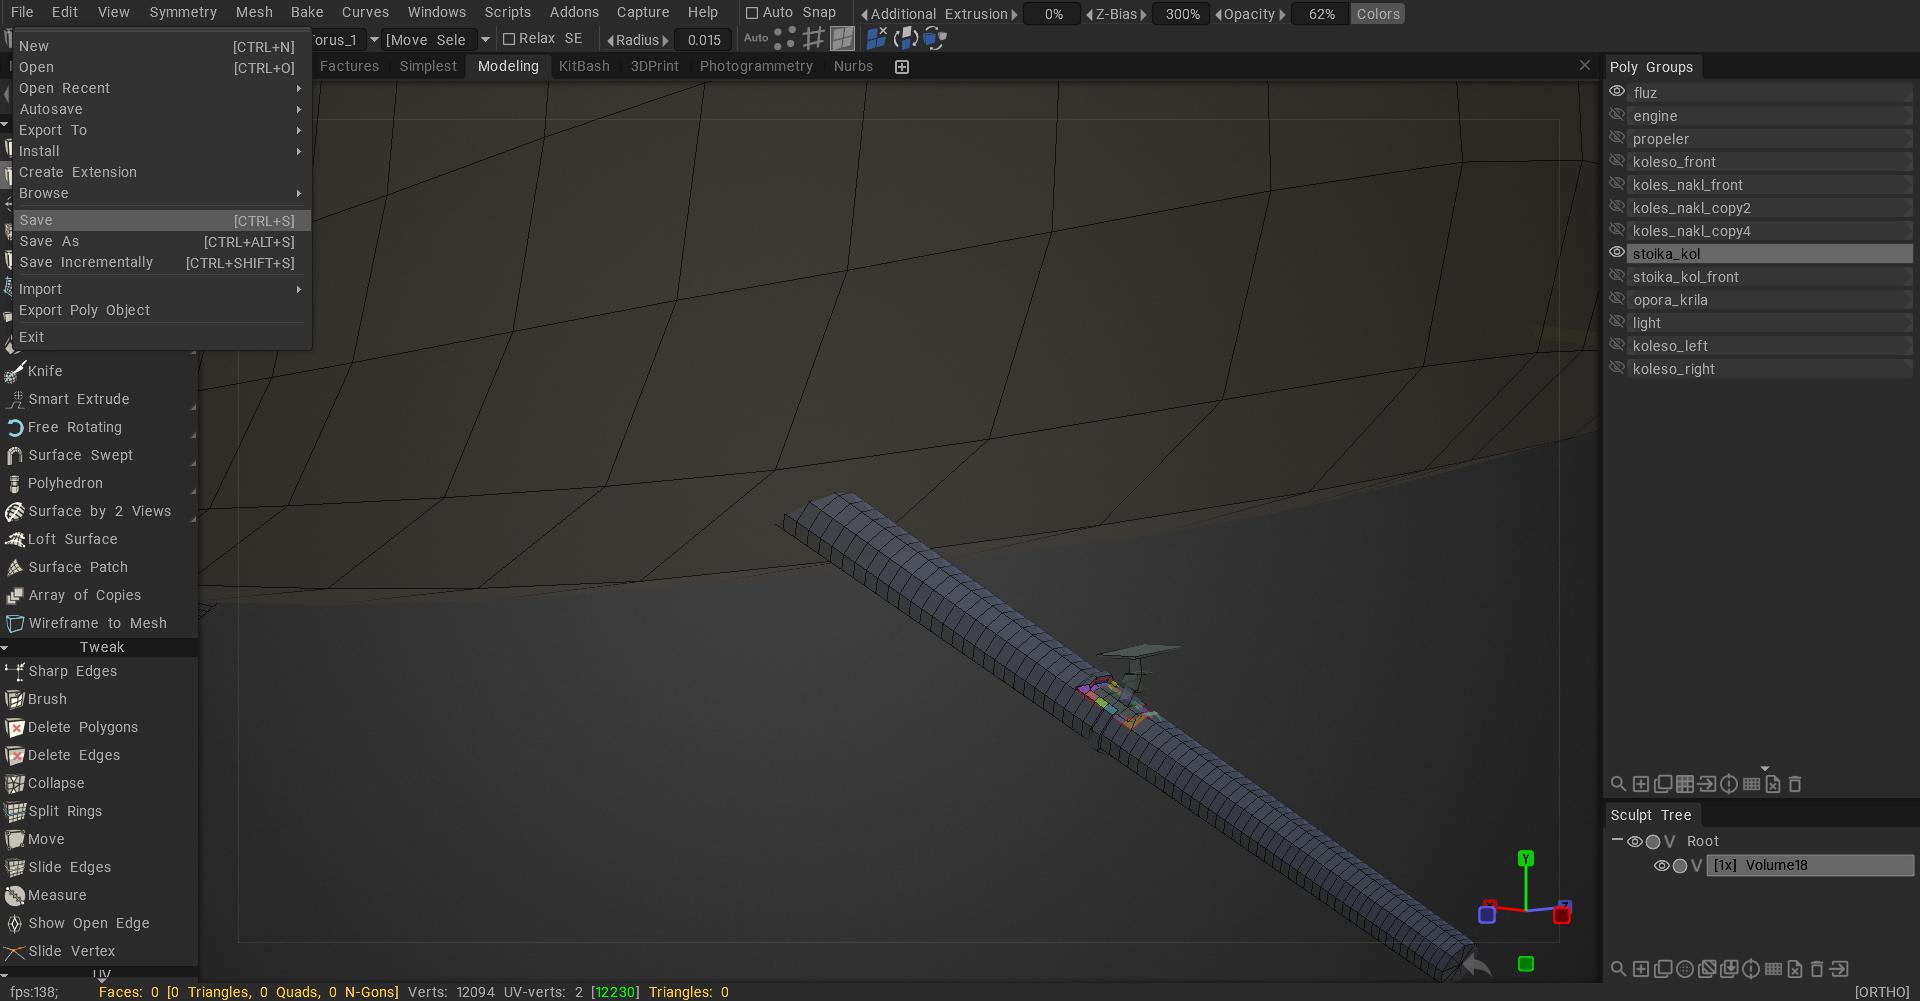 File Edit View Symmetry Mesh Bake Curves Windows Scripts Addons Capture Help Auto Snap Additional Extrusion 0% Z-Bias 300% Opacity 62% Colors
orus_1 [Move Sele Relax SE Radius 0.015 Auto
Factures Simplest Modeling KitBash 3DPrint Photogrammetry Nurbs
New [CTRL+N]
Open [CTRL+O]
Open Recent
Autosave
Export To
Install
Create Extension
Browse
Save [CTRL+S]
Save As [CTRL+ALT+S]
Save Incrementally [CTRL+SHIFT+S]
Import
Export Poly Object
Exit
Knife
Smart Extrude
Free Rotating
Surface Swept
Polyhedron
Surface by 2 Views
Loft Surface
Surface Patch
Array of Copies
Wireframe to Mesh
Tweak
Sharp Edges
Brush
Delete Polygons
Delete Edges
Collapse
Split Rings
Move
Slide Edges
Measure
Show Open Edge
Slide Vertex
UV
Poly Groups
fluz
engine
propeler
koleso_front
koles_nakl_front
koles_nakl_copy2
koles_nakl_copy4
stoika_kol
stoika_kol_front
opora_krila
light
koleso_left
koleso_right
Sculpt Tree
V Root
V [1x] Volume18
Y
fps:138; Faces: 0 [0 Triangles, 0 Quads, 0 N-Gons] Verts: 12094 UV-verts: 2 [12230] Triangles: 0 [ORTHO]